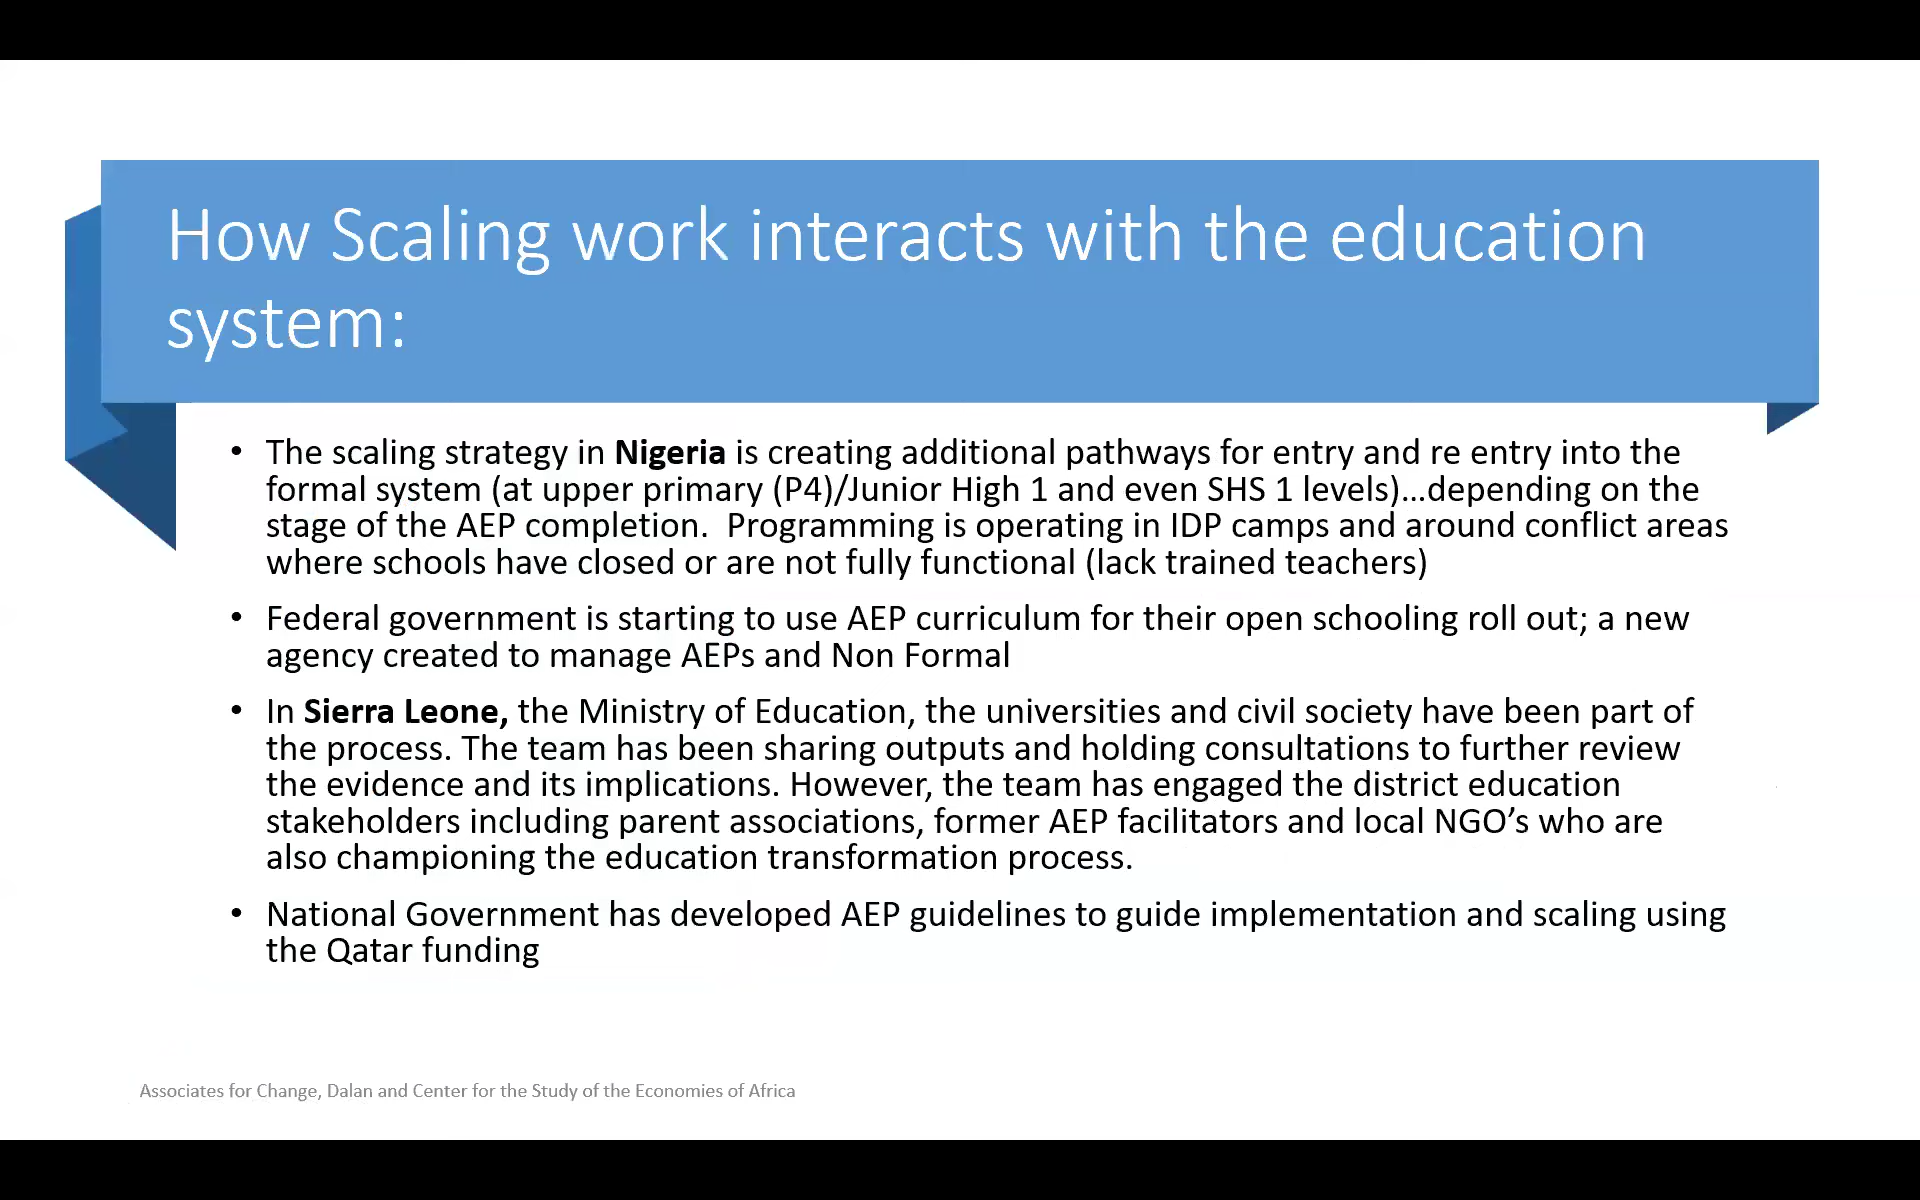 How Scaling work interacts with the education
system:
• The scaling strategy in Nigeria is creating additional pathways for entry and re entry into the
formal system (at upper primary (P4)/Junior High 1 and even SHS 1 levels)…depending on the
stage of the AEP completion.  Programming is operating in IDP camps and around conflict areas
where schools have closed or are not fully functional (lack trained teachers)
• Federal government is starting to use AEP curriculum for their open schooling roll out; a new
agency created to manage AEPs and Non Formal
• In Sierra Leone, the Ministry of Education, the universities and civil society have been part of
the process. The team has been sharing outputs and holding consultations to further review
the evidence and its implications. However, the team has engaged the district education
stakeholders including parent associations, former AEP facilitators and local NGO’s who are
also championing the education transformation process.
• National Government has developed AEP guidelines to guide implementation and scaling using
the Qatar funding
Associates for Change, Dalan and Center for the Study of the Economies of Africa